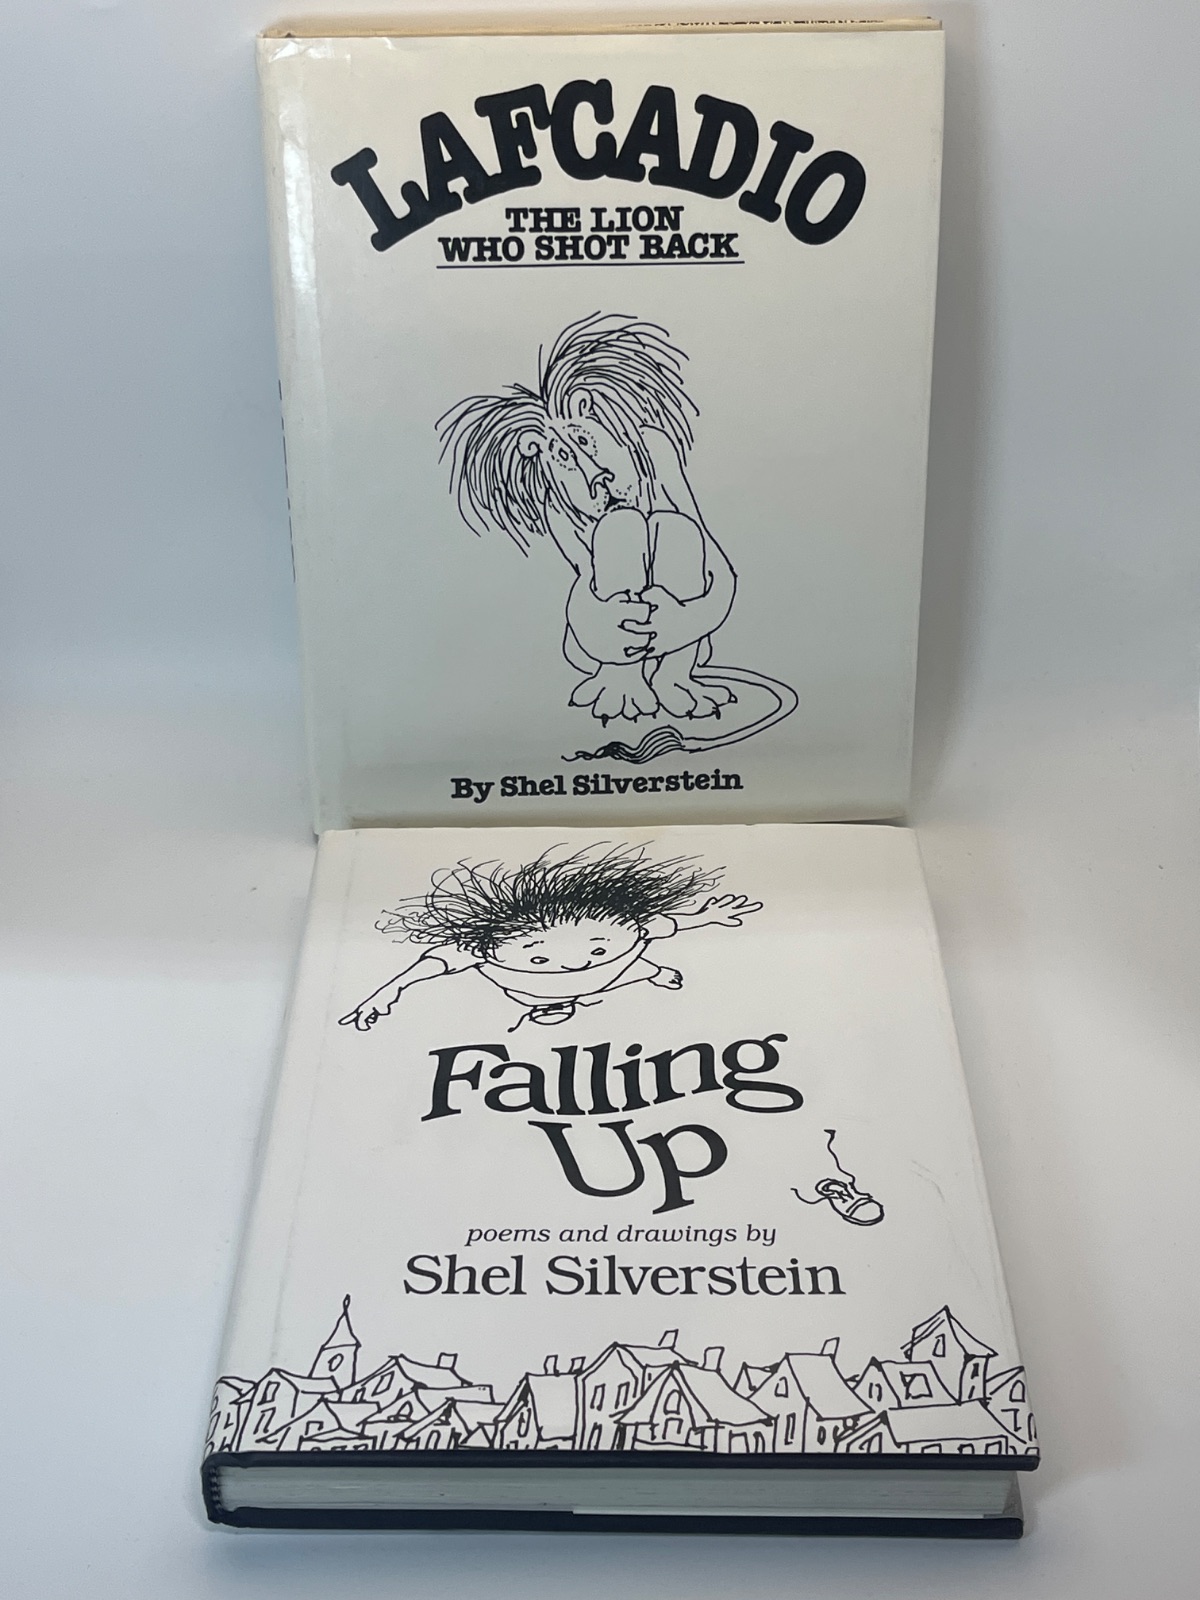 LAFCADIO
THE LION
WHO SHOT BACK
By Shel Silverstein
Falling
Up
poems and drawings by
Shel Silverstein